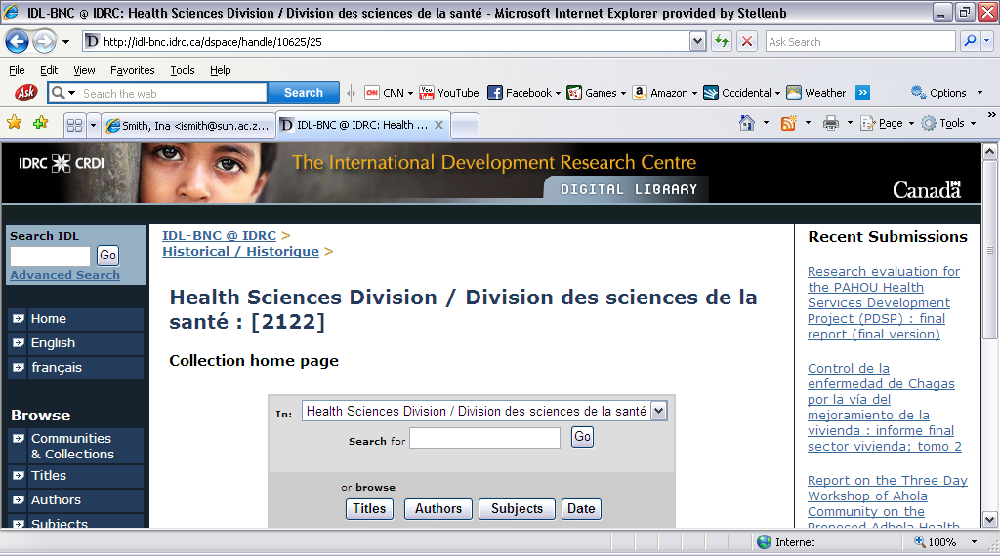 IDL-BNC @ IDRC: Health Sciences Division / Division des sciences de la santé - Microsoft Internet Explorer provided by Stellenb
http://idl-bnc.idrc.ca/dspace/handle/10625/25
Ask Search
File Edit View Favorites Tools Help
Ask Search the web Search CNN CNN You Tube YouTube Facebook Games Amazon Occidental Weather Options
Smith, Ina <ismith@sun.ac.z... IDL-BNC @ IDRC: Health ... Page Tools
IDRC CRDI
The International Development Research Centre
DIGITAL LIBRARY
Canada
Search IDL
Go
Advanced Search
Home
English
français
Browse
Communities
& Collections
Titles
Authors
Subjects
IDL-BNC @ IDRC >
Historical / Historique >
Health Sciences Division / Division des sciences de la
santé : [2122]
Collection home page
In: Health Sciences Division / Division des sciences de la santé
Search for Go
or browse
Titles Authors Subjects Date
Recent Submissions
Research evaluation for
the PAHOU Health
Services Development
Project (PDSP) : final
report (final version)
Control de la
enfermedad de Chagas
por la vía del
mejoramiento de la
vivienda : informe final
sector vivienda; tomo 2
Report on the Three Day
Workshop of Ahola
Community on the
Proposed Adhola Health
Internet 100%